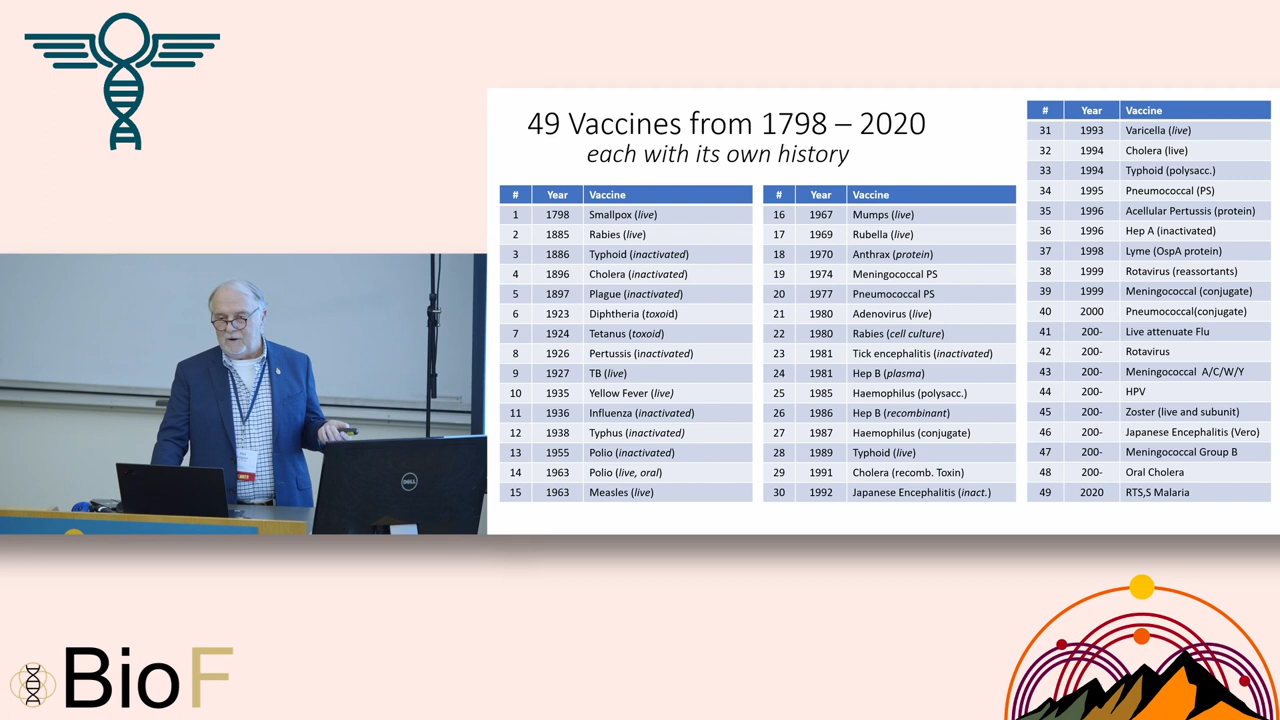 49 Vaccines from 1798 – 2020
each with its own history
# Year Vaccine
1 1798 Smallpox (live)
2 1885 Rabies (live)
3 1886 Typhoid (inactivated)
4 1896 Cholera (inactivated)
5 1897 Plague (inactivated)
6 1923 Diphtheria (toxoid)
7 1924 Tetanus (toxoid)
8 1926 Pertussis (inactivated)
9 1927 TB (live)
10 1935 Yellow Fever (live)
11 1936 Influenza (inactivated)
12 1938 Typhus (inactivated)
13 1955 Polio (inactivated)
14 1963 Polio (live, oral)
15 1963 Measles (live)
# Year Vaccine
16 1967 Mumps (live)
17 1969 Rubella (live)
18 1970 Anthrax (protein)
19 1974 Meningococcal PS
20 1977 Pneumococcal PS
21 1980 Adenovirus (live)
22 1980 Rabies (cell culture)
23 1981 Tick encephalitis (inactivated)
24 1981 Hep B (plasma)
25 1985 Haemophilus (polysacc.)
26 1986 Hep B (recombinant)
27 1987 Haemophilus (conjugate)
28 1989 Typhoid (live)
29 1991 Cholera (recomb. Toxin)
30 1992 Japanese Encephalitis (inact.)
# Year Vaccine
31 1993 Varicella (live)
32 1994 Cholera (live)
33 1994 Typhoid (polysacc.)
34 1995 Pneumococcal (PS)
35 1996 Acellular Pertussis (protein)
36 1996 Hep A (inactivated)
37 1998 Lyme (OspA protein)
38 1999 Rotavirus (reassortants)
39 1999 Meningococcal (conjugate)
40 2000 Pneumococcal(conjugate)
41 200- Live attenuate Flu
42 200- Rotavirus
43 200- Meningococcal A/C/W/Y
44 200- HPV
45 200- Zoster (live and subunit)
46 200- Japanese Encephalitis (Vero)
47 200- Meningococcal Group B
48 200- Oral Cholera
49 2020 RTS,S Malaria
DELL
BioF